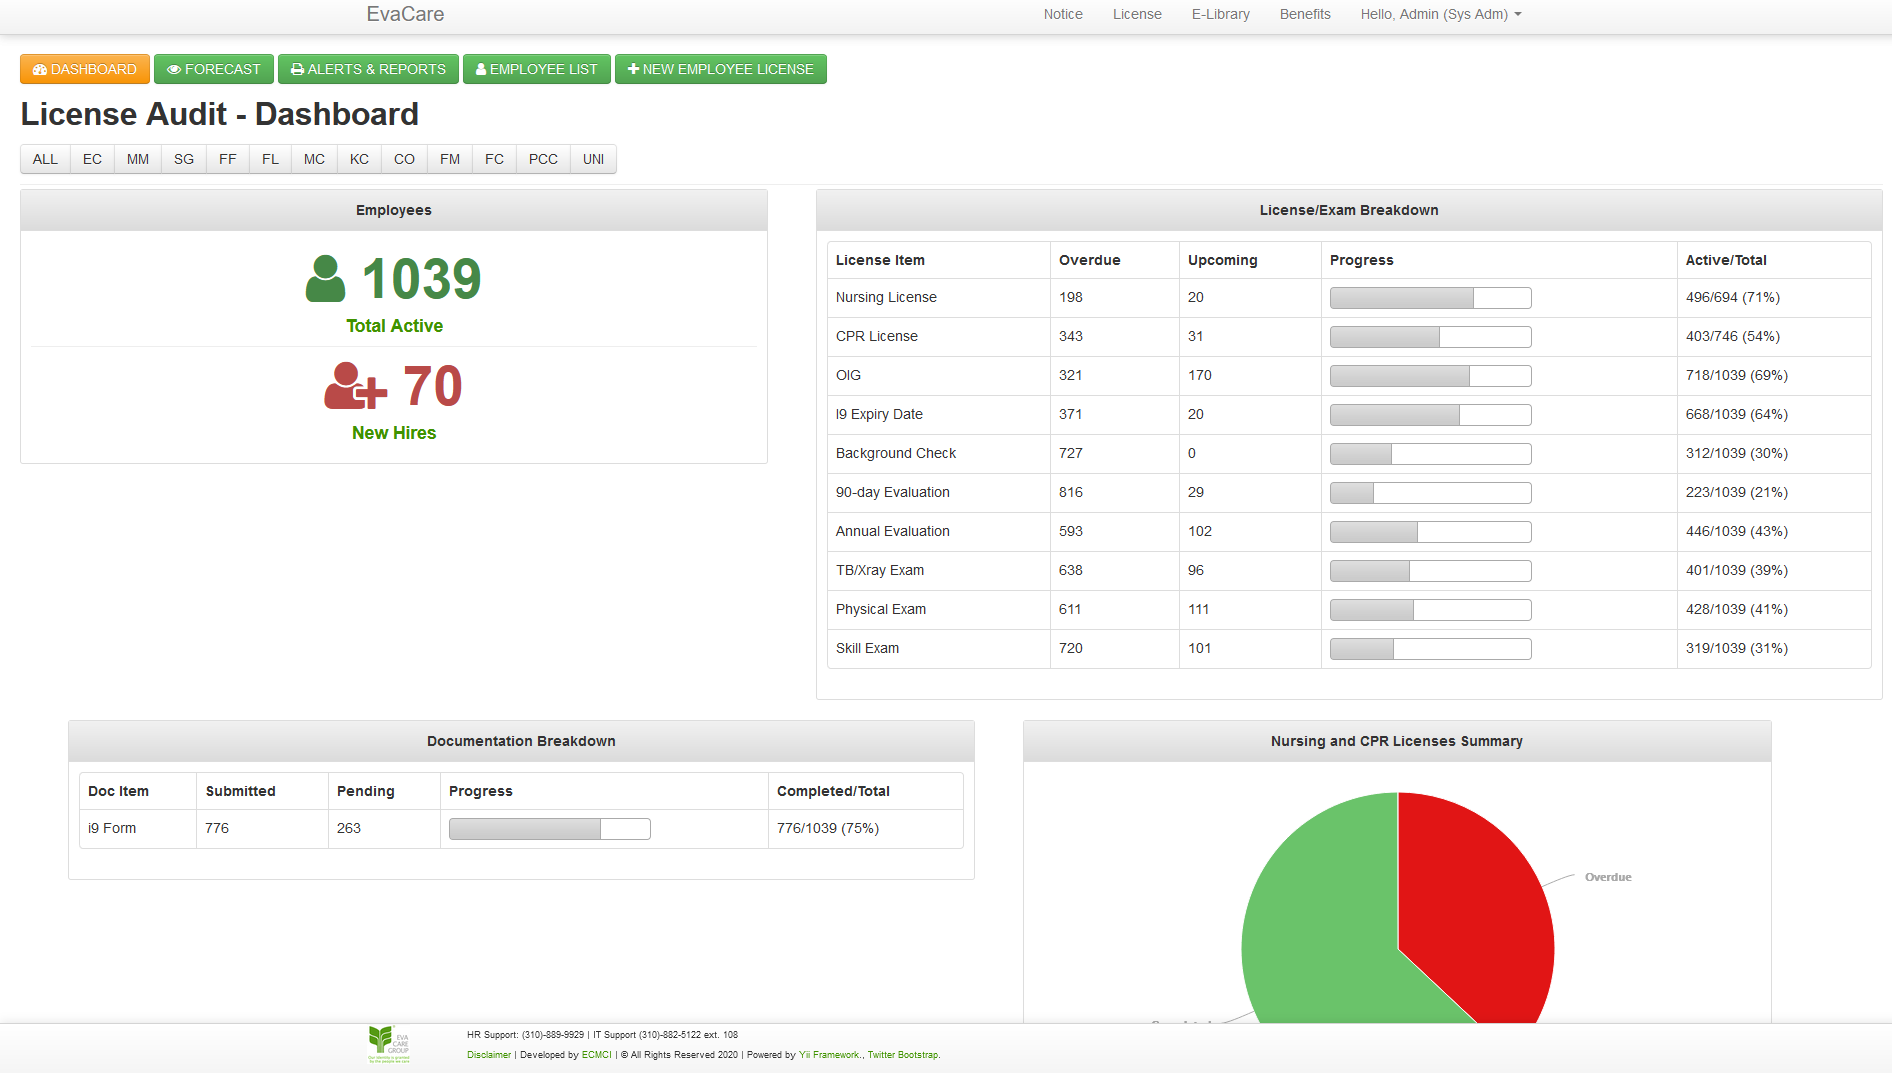 EvaCare
Notice License E-Library Benefits Hello, Admin (Sys Adm)
DASHBOARD FORECAST ALERTS & REPORTS EMPLOYEE LIST NEW EMPLOYEE LICENSE
License Audit - Dashboard
ALL EC MM SG FF FL MC KC CO FM FC PCC UNI
Employees
1039
Total Active
70
New Hires
License/Exam Breakdown
License Item Overdue Upcoming Progress Active/Total
Nursing License 198 20 496/694 (71%)
CPR License 343 31 403/746 (54%)
OIG 321 170 718/1039 (69%)
I9 Expiry Date 371 20 668/1039 (64%)
Background Check 727 0 312/1039 (30%)
90-day Evaluation 816 29 223/1039 (21%)
Annual Evaluation 593 102 446/1039 (43%)
TB/Xray Exam 638 96 401/1039 (39%)
Physical Exam 611 111 428/1039 (41%)
Skill Exam 720 101 319/1039 (31%)
Documentation Breakdown
Doc Item Submitted Pending Progress Completed/Total
i9 Form 776 263 776/1039 (75%)
Nursing and CPR Licenses Summary
Overdue
EVA
CARE
GROUP
HR Support: (310)-889-9929 | IT Support (310)-882-5122 ext. 108
Disclaimer | Developed by ECMCI | © All Rights Reserved 2020 | Powered by Yii Framework., Twitter Bootstrap.